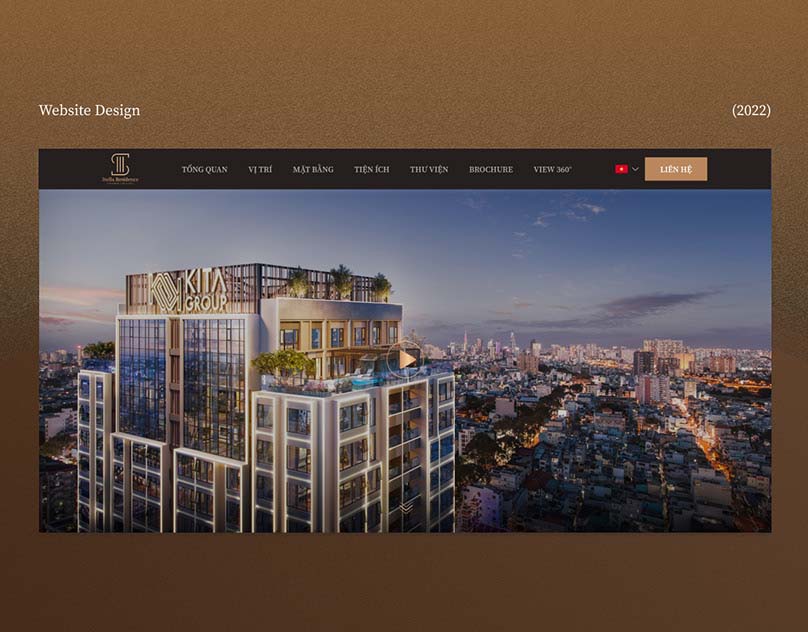 Website Design
(2022)
Stella Residence
TỔNG QUAN
VỊ TRÍ
MẶT BẰNG
TIỆN ÍCH
THƯ VIỆN
BROCHURE
VIEW 360°
LIÊN HỆ
KITA
GROUP